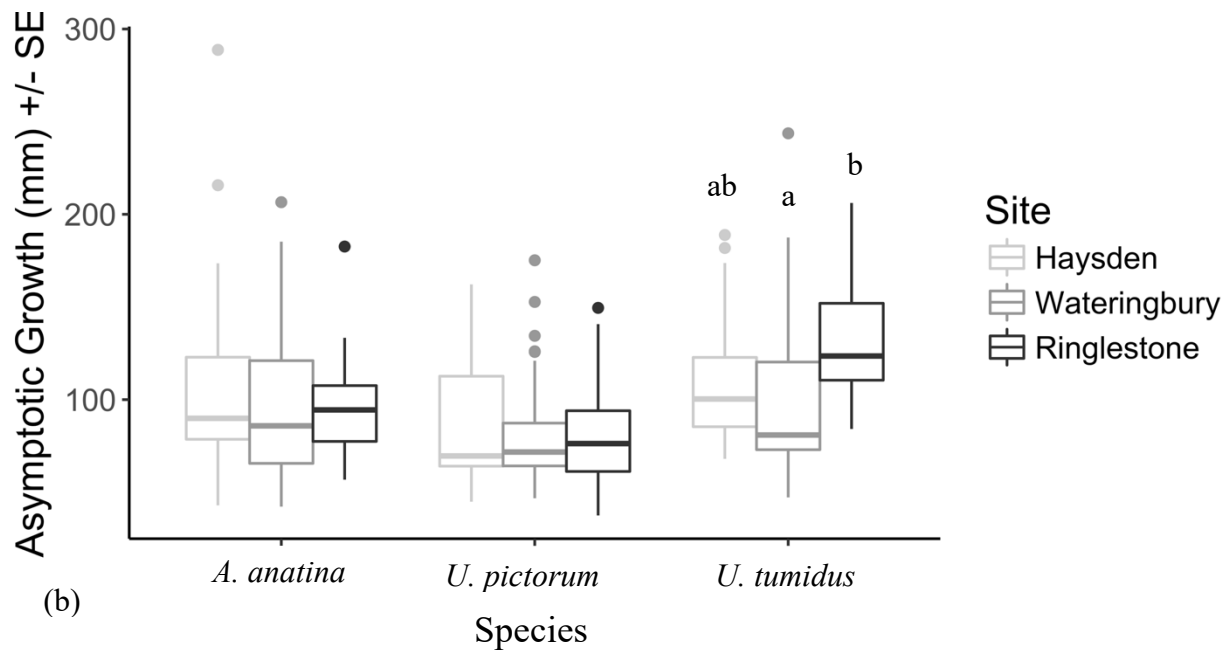 Asymptotic Growth (mm) +/- SE
300
200
100
ab
a
b
A. anatina
U. pictorum
U. tumidus
(b)
Species
Site
Haysden
Wateringbury
Ringlestone